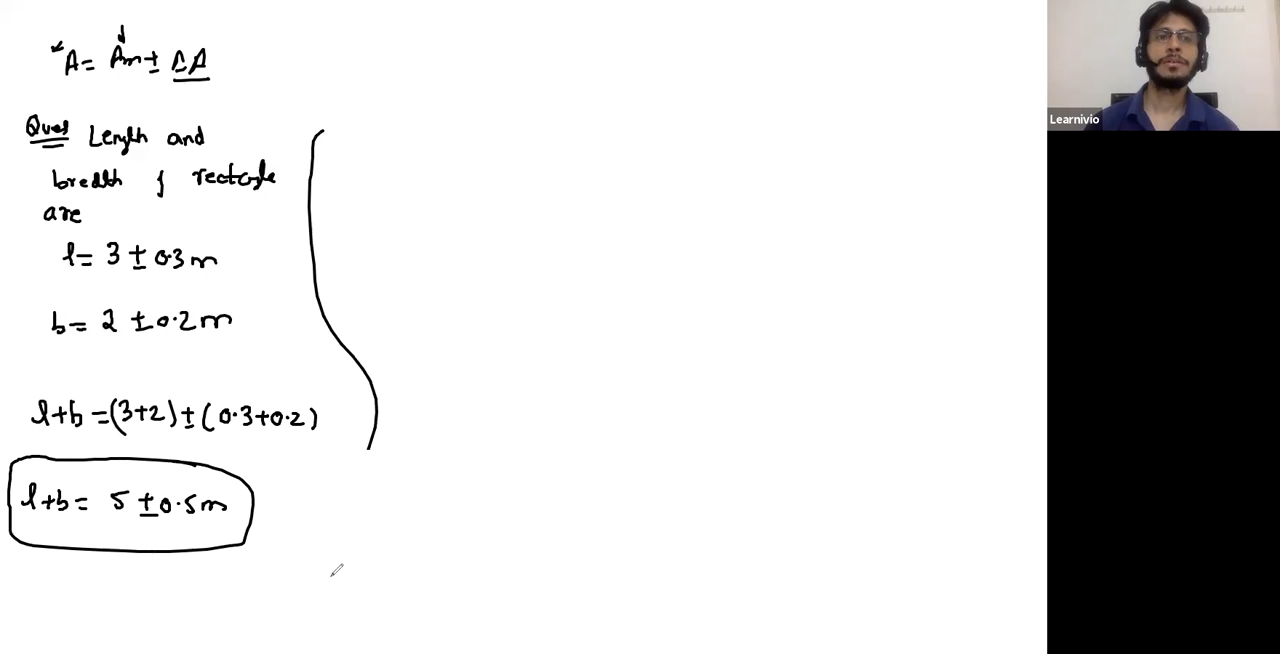 *A= Am ± ΔA
Ques Length and
breadth of rectangle
are
l= 3 ± 0.3 m
b= 2 ± 0.2 m
l+b =(3+2) ± (0.3+0.2)
l+b= 5 ± 0.5 m
Learnivio